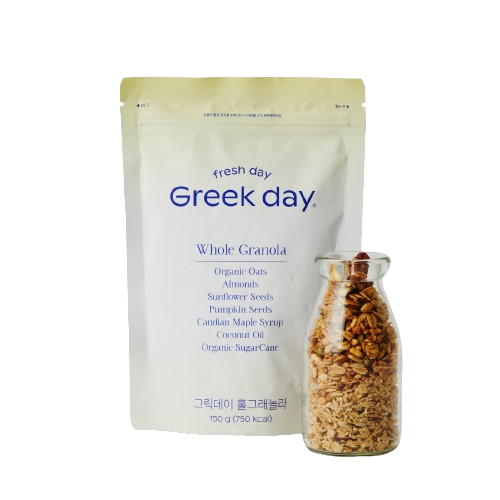 fresh day
Greek day®
Whole Granola
Organic Oats
Almonds
Sunflower Seeds
Pumpkin Seeds
Candian Maple Syrup
Coconut Oil
Organic SugarCane
그릭데이 홀그래놀라
150 g (750 kcal)